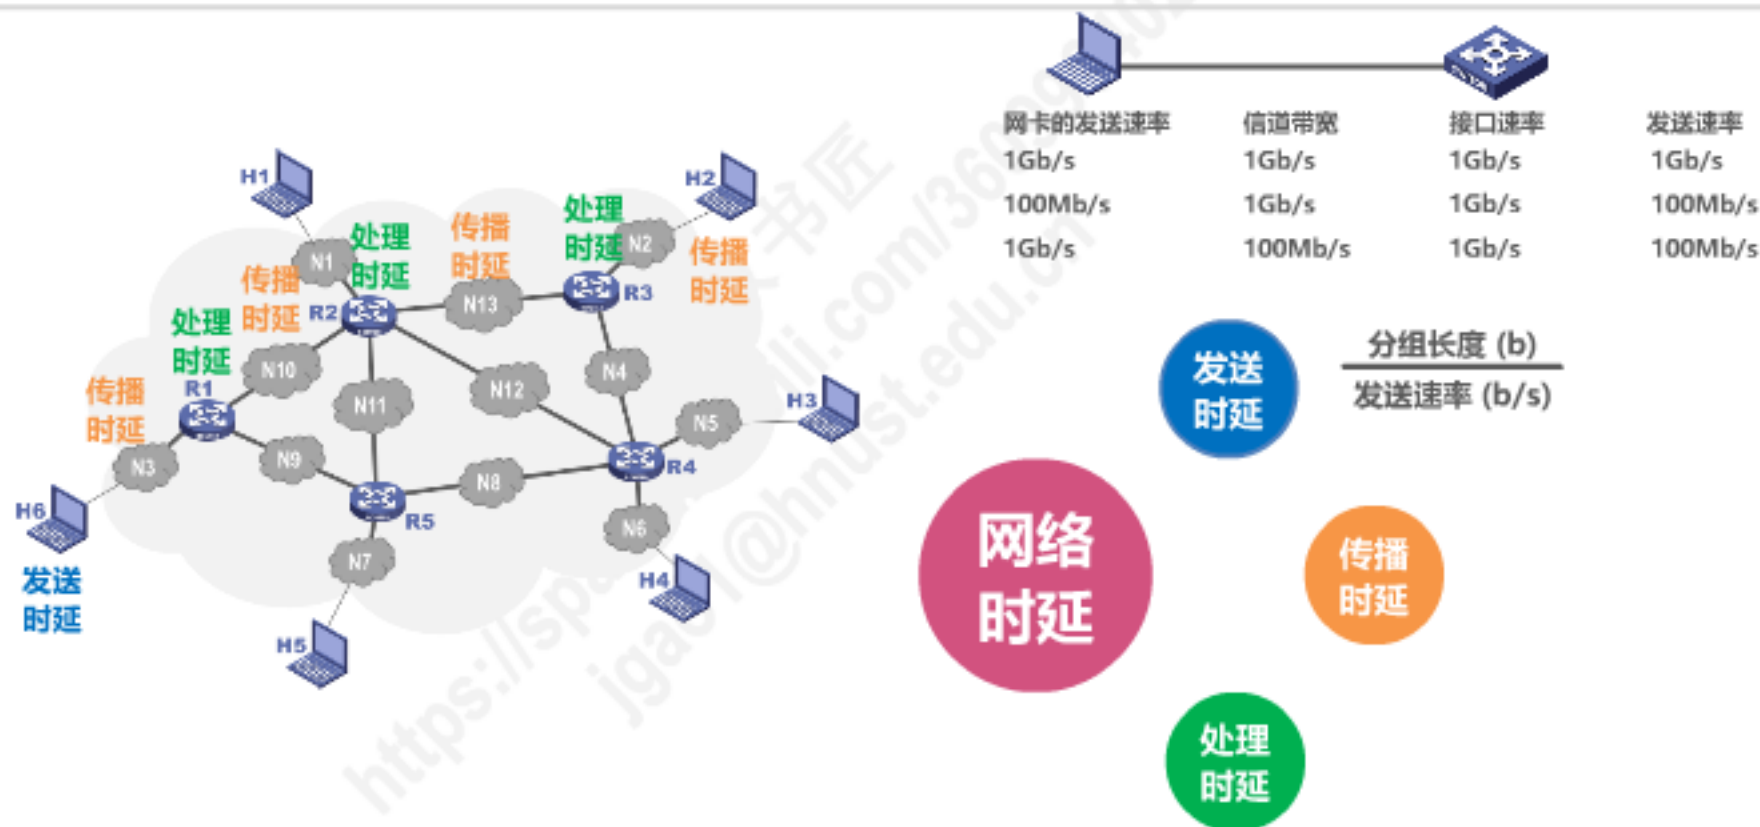 网卡的发送速率 信道带宽 接口速率 发送速率
1Gb/s 1Gb/s 1Gb/s 1Gb/s
100Mb/s 1Gb/s 1Gb/s 100Mb/s
1Gb/s 100Mb/s 1Gb/s 100Mb/s
H1
H2
处理
时延
传播
时延
处理
时延
N1
N2
传播
时延
传播
时延
R2
N13
R3
处理
时延
N10
R1
传播
时延
N11
N12
N4
H3
N5
N3
N9
N8
R4
R5
H6
N6
N7
H4
H5
发送
时延
发送
时延
分组长度 (b)
发送速率 (b/s)
网络
时延
传播
时延
处理
时延
jga01@hnust.edu.cn